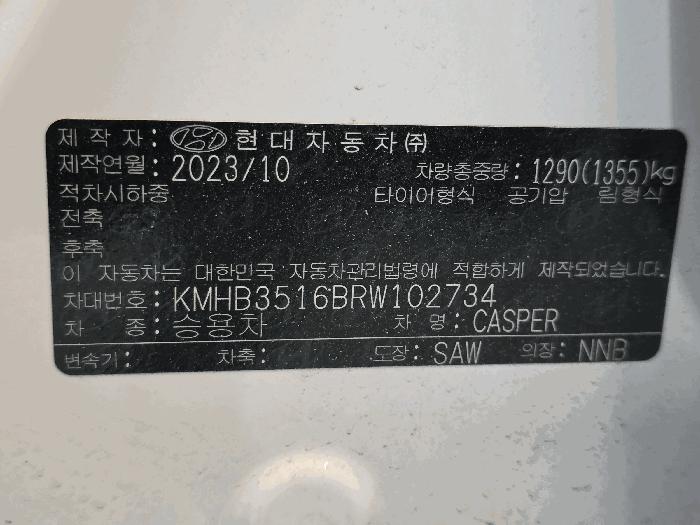 제 작 자 : 현대자동차(주)
제작연월 : 2023/10 차량총중량 : 1290(1355)kg
적차시하중 타이어형식 공기압 림형식
전축
후축
이 자동차는 대한민국 자동차관리법령에 적합하게 제작되었습니다.
차대번호 : KMHB3516BRW102734
차 종 : 승용차 차 명 : CASPER
변속기 : 차축 : 도장 : SAW 의장 : NNB